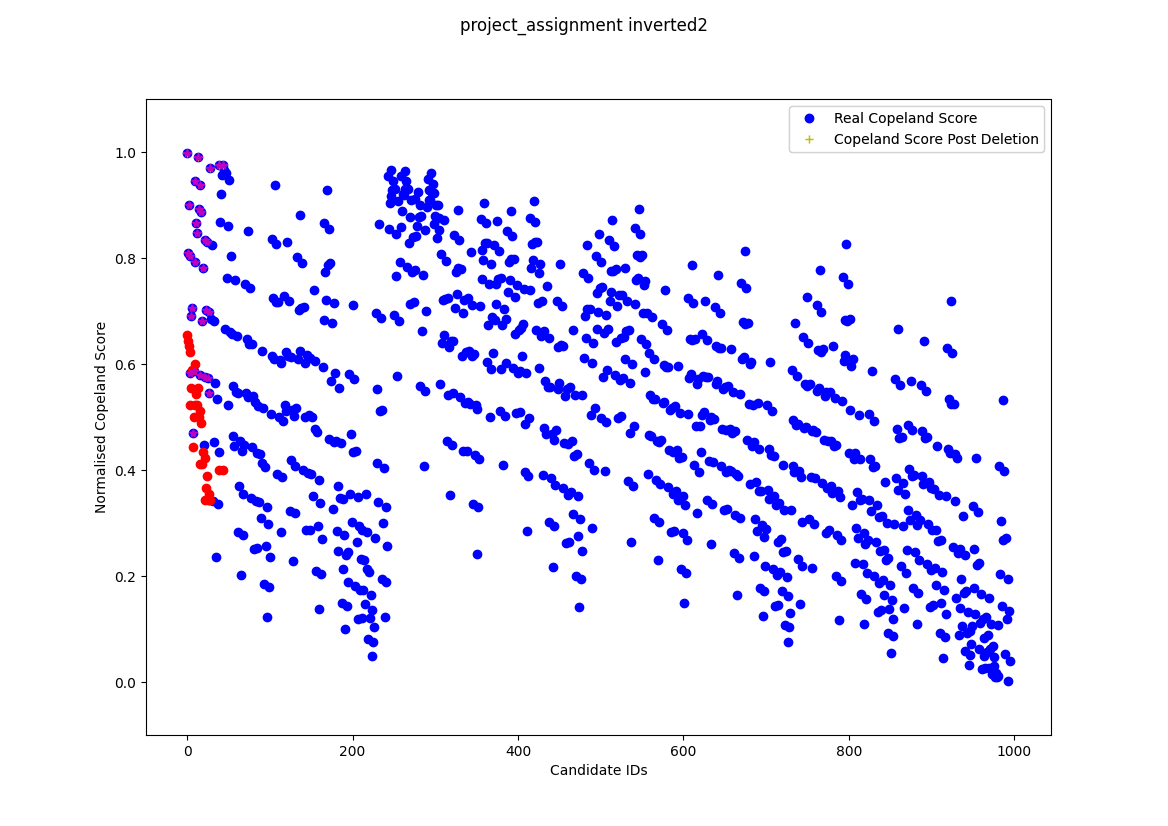 project_assignment inverted2
Real Copeland Score
Copeland Score Post Deletion
Normalised Copeland Score
1.0
0.8
0.6
0.4
0.2
0.0
0 200 400 600 800 1000
Candidate IDs